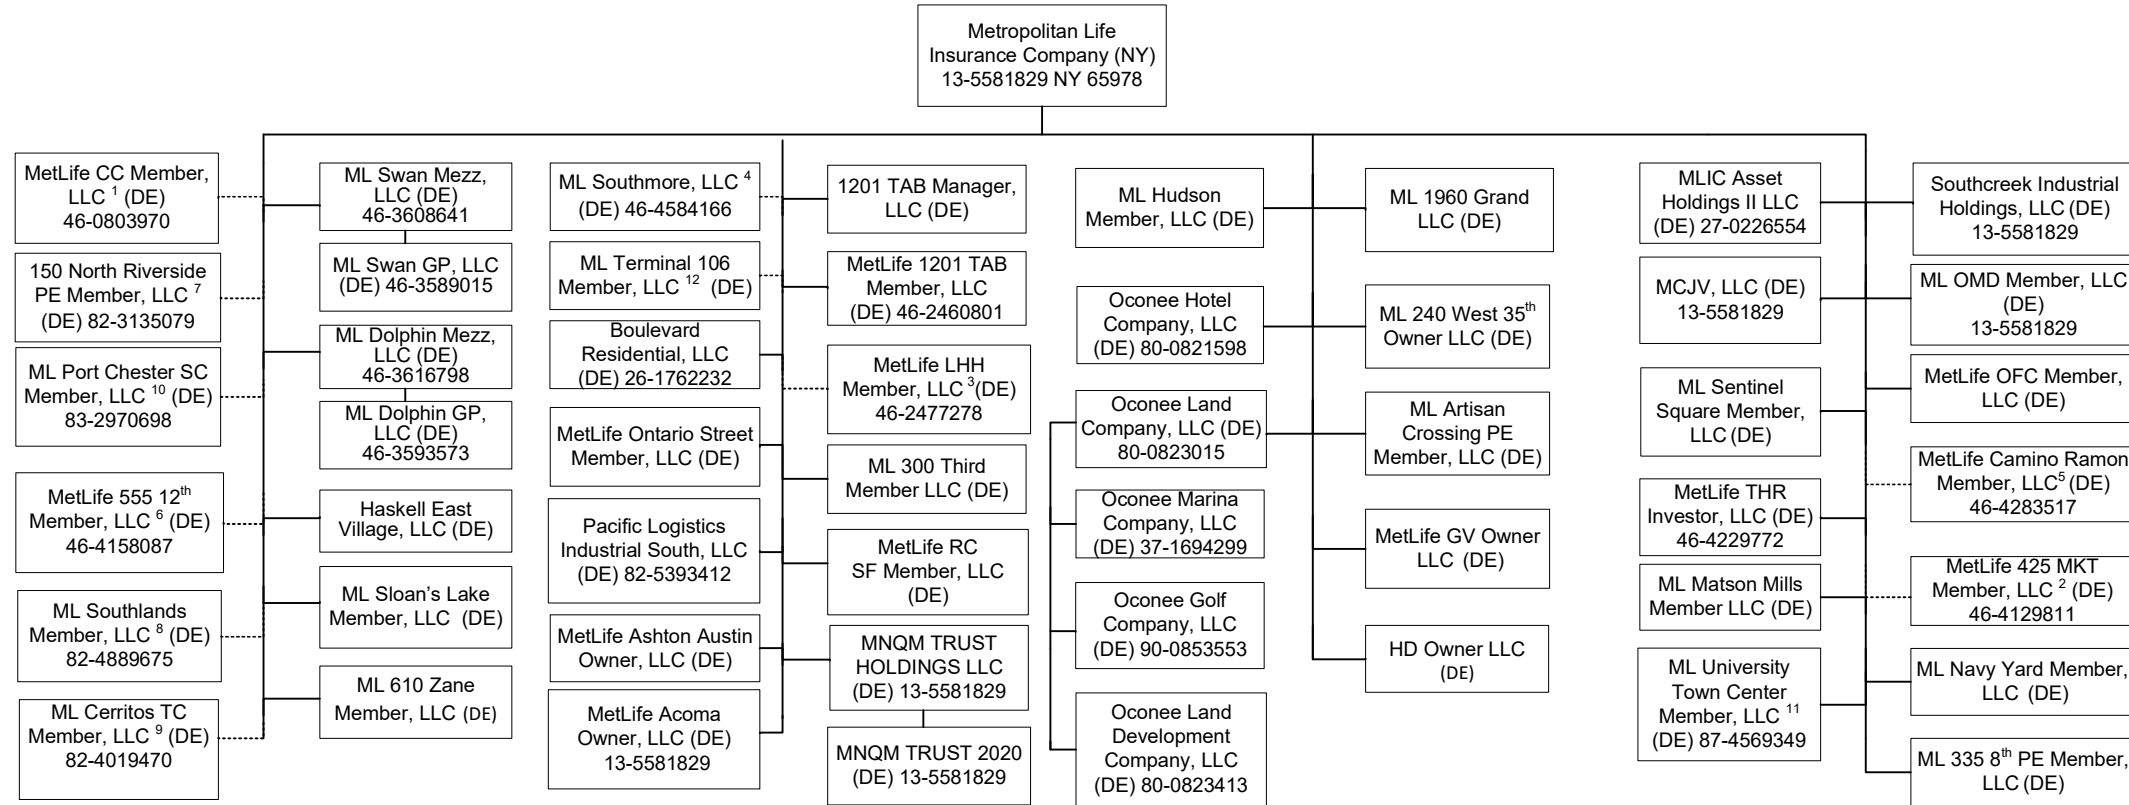 Metropolitan Life
Insurance Company (NY)
13-5581829 NY 65978
MetLife CC Member,
LLC 1 (DE)
46-0803970
150 North Riverside
PE Member, LLC 7
(DE) 82-3135079
ML Port Chester SC
Member, LLC 10 (DE)
83-2970698
MetLife 555 12th
Member, LLC 6 (DE)
46-4158087
ML Southlands
Member, LLC 8 (DE)
82-4889675
ML Cerritos TC
Member, LLC 9 (DE)
82-4019470
ML Swan Mezz,
LLC (DE)
46-3608641
ML Swan GP, LLC
(DE) 46-3589015
ML Dolphin Mezz,
LLC (DE)
46-3616798
ML Dolphin GP,
LLC (DE)
46-3593573
Haskell East
Village, LLC (DE)
ML Sloan's Lake
Member, LLC (DE)
ML 610 Zane
Member, LLC (DE)
ML Southmore, LLC 4
(DE) 46-4584166
ML Terminal 106
Member, LLC 12 (DE)
Boulevard
Residential, LLC
(DE) 26-1762232
MetLife Ontario Street
Member, LLC (DE)
Pacific Logistics
Industrial South, LLC
(DE) 82-5393412
MetLife Ashton Austin
Owner, LLC (DE)
MetLife Acoma
Owner, LLC (DE)
13-5581829
1201 TAB Manager,
LLC (DE)
MetLife 1201 TAB
Member, LLC
(DE) 46-2460801
MetLife LHH
Member, LLC 3(DE)
46-2477278
ML 300 Third
Member LLC (DE)
MetLife RC
SF Member, LLC
(DE)
MNQM TRUST
HOLDINGS LLC
(DE) 13-5581829
MNQM TRUST 2020
(DE) 13-5581829
ML Hudson
Member, LLC (DE)
Oconee Hotel
Company, LLC
(DE) 80-0821598
Oconee Land
Company, LLC (DE)
80-0823015
Oconee Marina
Company, LLC
(DE) 37-1694299
Oconee Golf
Company, LLC
(DE) 90-0853553
Oconee Land
Development
Company, LLC
(DE) 80-0823413
ML 1960 Grand
LLC (DE)
ML 240 West 35th
Owner LLC (DE)
ML Artisan
Crossing PE
Member, LLC (DE)
MetLife GV Owner
LLC (DE)
HD Owner LLC
(DE)
MLIC Asset
Holdings II LLC
(DE) 27-0226554
MCJV, LLC (DE)
13-5581829
ML Sentinel
Square Member,
LLC (DE)
MetLife THR
Investor, LLC (DE)
46-4229772
ML Matson Mills
Member LLC (DE)
ML University
Town Center
Member, LLC 11
(DE) 87-4569349
Southcreek Industrial
Holdings, LLC (DE)
13-5581829
ML OMD Member, LLC
(DE)
13-5581829
MetLife OFC Member,
LLC (DE)
MetLife Camino Ramon
Member, LLC5 (DE)
46-4283517
MetLife 425 MKT
Member, LLC 2 (DE)
46-4129811
ML Navy Yard Member,
LLC (DE)
ML 335 8th PE Member,
LLC (DE)